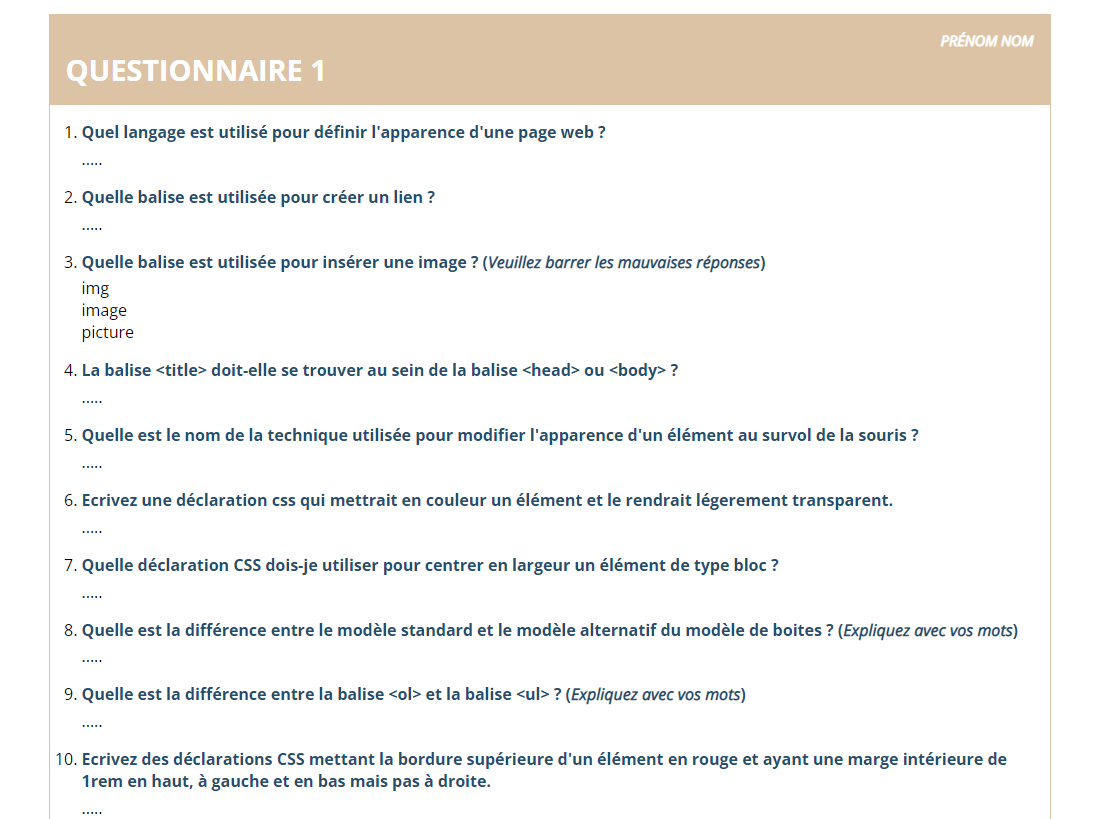 PRÉNOM NOM
QUESTIONNAIRE 1
1. Quel langage est utilisé pour définir l'apparence d'une page web ?
.....
2. Quelle balise est utilisée pour créer un lien ?
.....
3. Quelle balise est utilisée pour insérer une image ? (Veuillez barrer les mauvaises réponses)
img
image
picture
4. La balise <title> doit-elle se trouver au sein de la balise <head> ou <body> ?
.....
5. Quelle est le nom de la technique utilisée pour modifier l'apparence d'un élément au survol de la souris ?
.....
6. Ecrivez une déclaration css qui mettrait en couleur un élément et le rendrait légerement transparent.
.....
7. Quelle déclaration CSS dois-je utiliser pour centrer en largeur un élément de type bloc ?
.....
8. Quelle est la différence entre le modèle standard et le modèle alternatif du modèle de boites ? (Expliquez avec vos mots)
.....
9. Quelle est la différence entre la balise <ol> et la balise <ul> ? (Expliquez avec vos mots)
.....
10. Ecrivez des déclarations CSS mettant la bordure supérieure d'un élément en rouge et ayant une marge intérieure de
1rem en haut, à gauche et en bas mais pas à droite.
.....